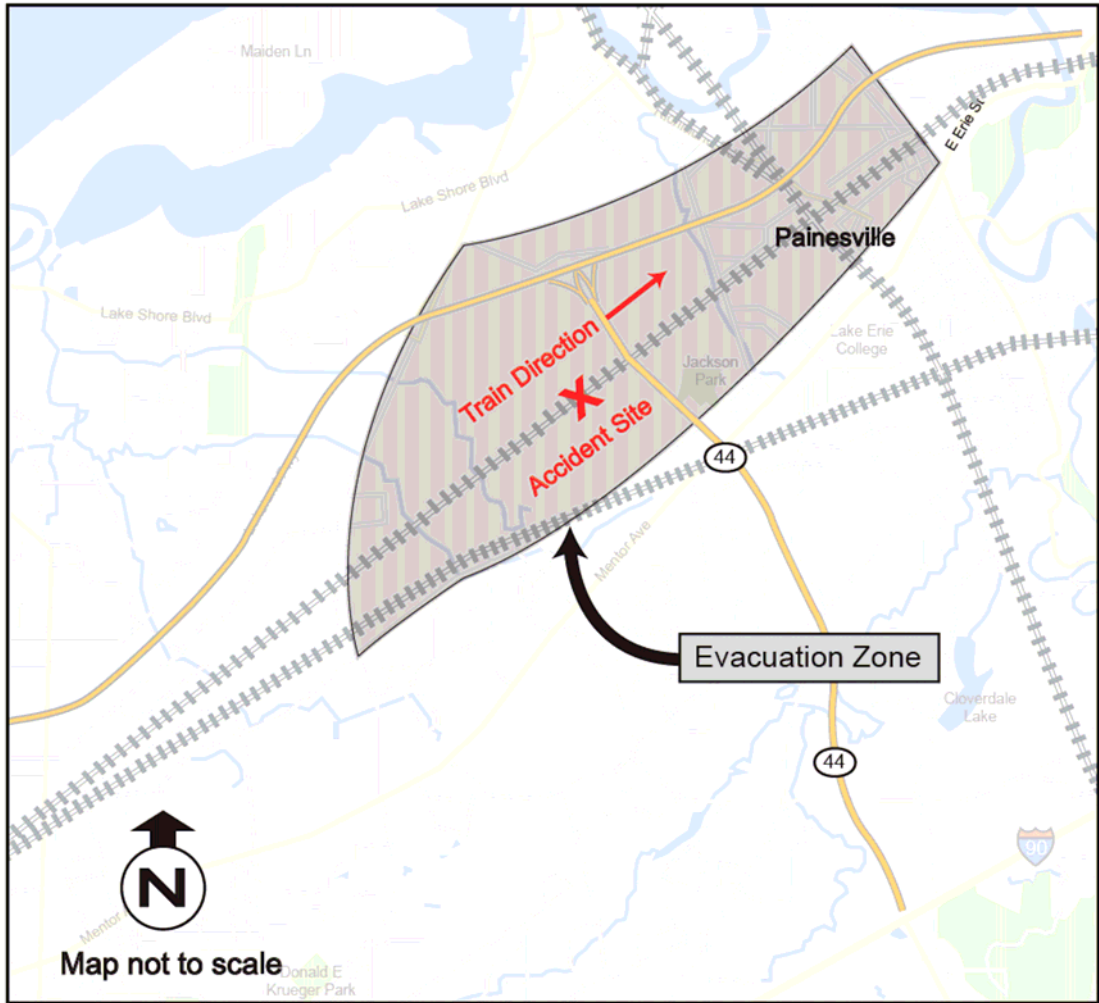 Maiden Ln
E Erie St
Lake Shore Blvd
Painesville
Lake Shore Blvd
Lake Erie
College
Train Direction
Jackson
Park
X
Accident Site
44
Mentor Ave
Evacuation Zone
Cloverdale
Lake
44
90
N
Mentor A
Map not to scale
Donald E
Krueger Park